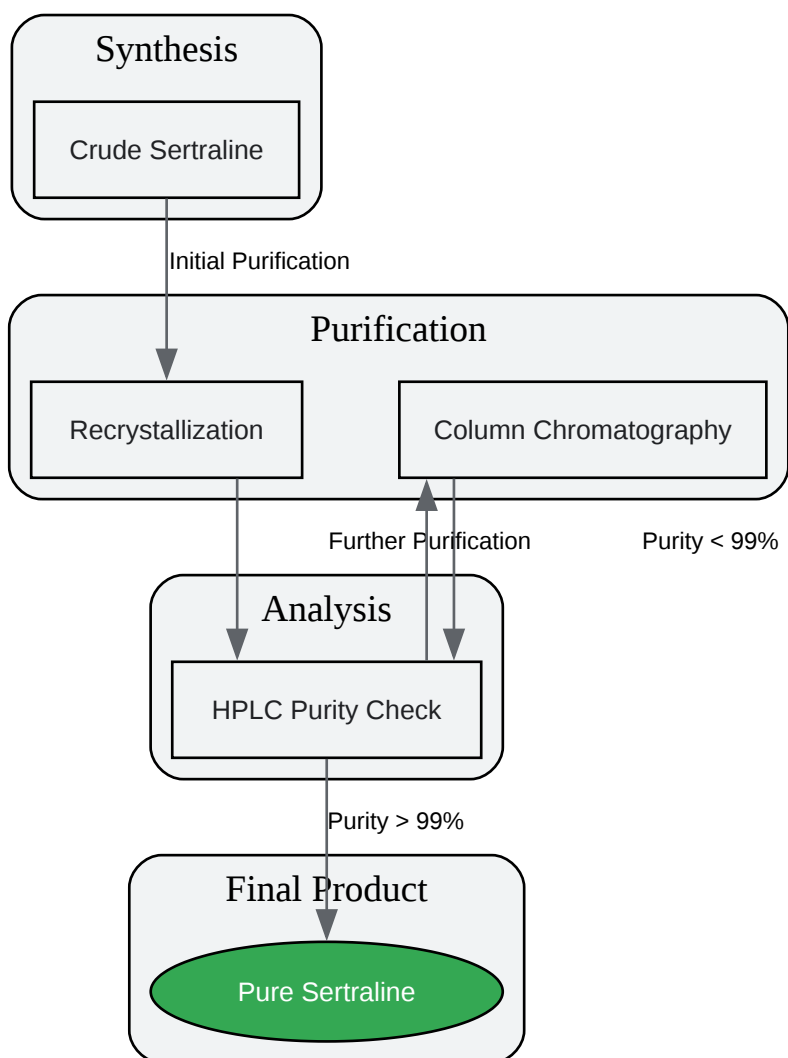 Synthesis
Crude Sertraline
Initial Purification
Purification
Recrystallization
Column Chromatography
Further Purification
Purity < 99%
Analysis
HPLC Purity Check
Purity > 99%
Final Product
Pure Sertraline